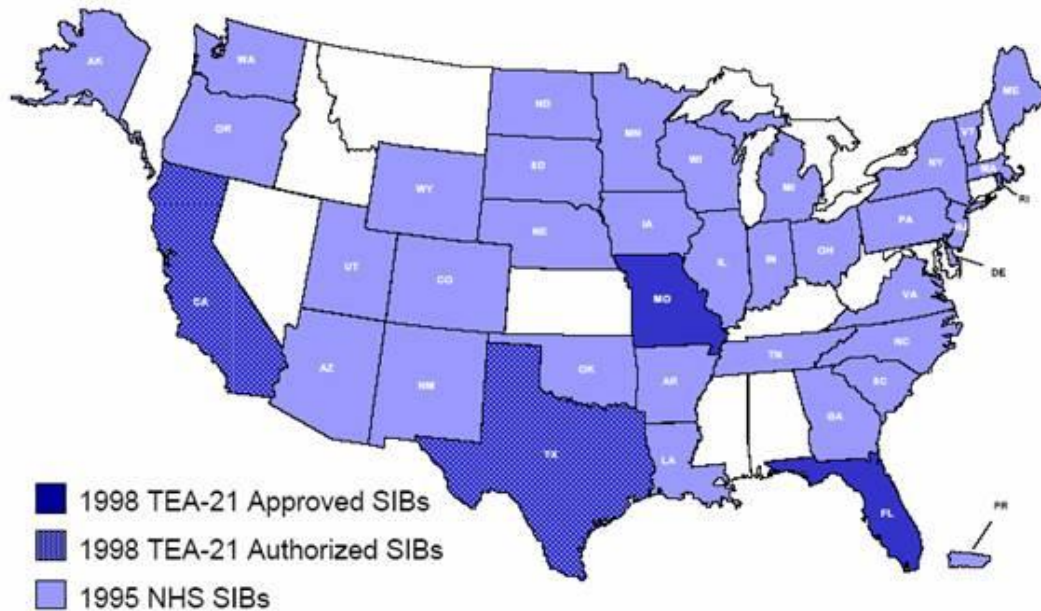 AK
WA
OR
CA
UT
AZ
WY
CO
NM
ND
SD
NE
OK
TX
MN
IA
MO
AR
LA
WI
IL
MI
IN
OH
TN
GA
FL
SC
NC
VA
PA
NY
VT
ME
NJ
RI
DE
PR
1998 TEA-21 Approved SIBs
1998 TEA-21 Authorized SIBs
1995 NHS SIBs